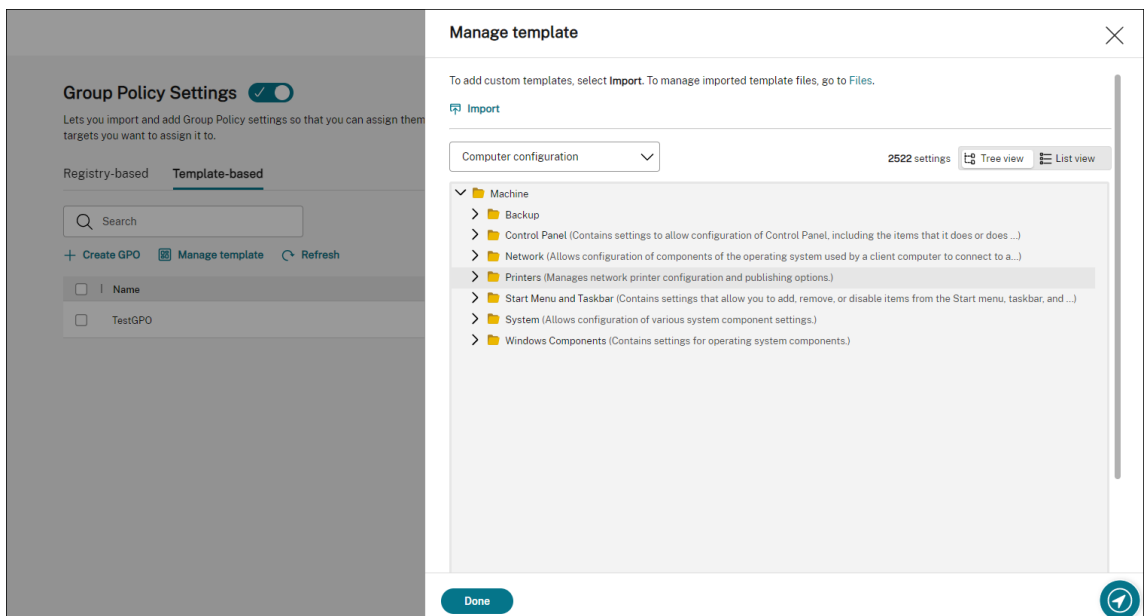 Group Policy Settings
Lets you import and add Group Policy settings so that you can assign them
targets you want to assign it to.
Registry-based Template-based
Search
Create GPO Manage template Refresh
Name
TestGPO
Manage template
To add custom templates, select Import. To manage imported template files, go to Files.
Import
Computer configuration
2522 settings Tree view List view
Machine
Backup
Control Panel (Contains settings to allow configuration of Control Panel, including the items that it does or does ...)
Network (Allows configuration of components of the operating system used by a client computer to connect to a...)
Printers (Manages network printer configuration and publishing options.)
Start Menu and Taskbar (Contains settings that allow you to add, remove, or disable items from the Start menu, taskbar, and ...)
System (Allows configuration of various system component settings.)
Windows Components (Contains settings for operating system components.)
Done